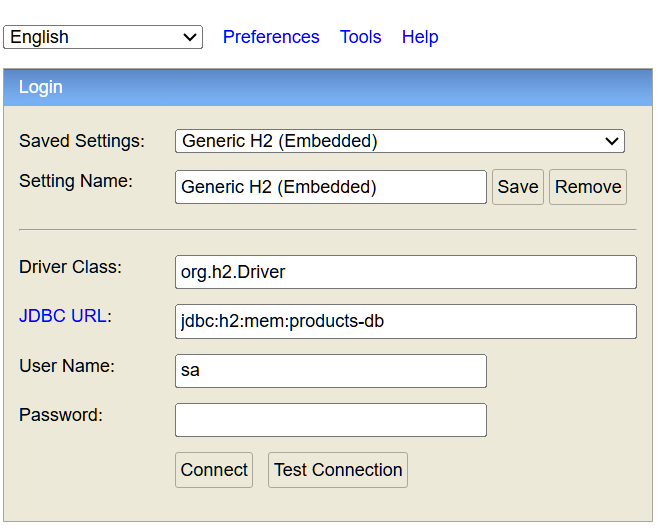 English Preferences Tools Help
Login
Saved Settings: Generic H2 (Embedded)
Setting Name: Generic H2 (Embedded) Save Remove
Driver Class: org.h2.Driver
JDBC URL: jdbc:h2:mem:products-db
User Name: sa
Password:
Connect Test Connection